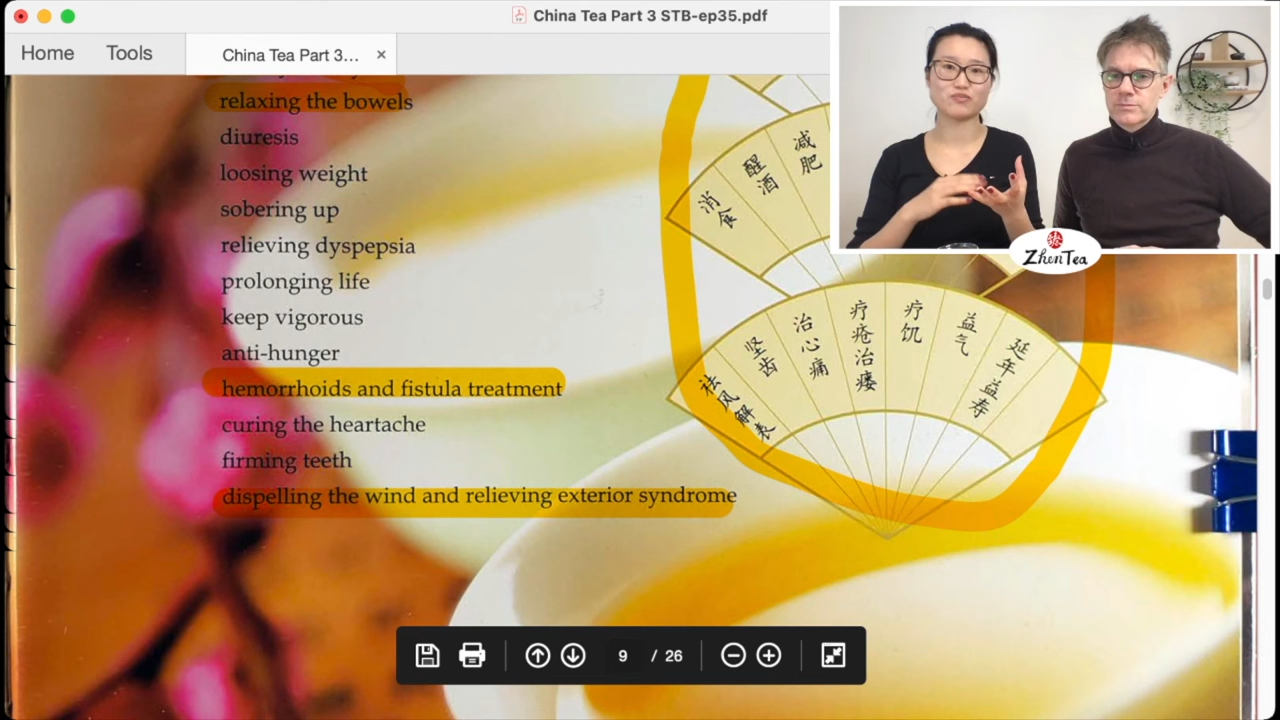 China Tea Part 3 STB-ep35.pdf
Home
Tools
China Tea Part 3…
relaxing the bowels
diuresis
loosing weight
sobering up
relieving dyspepsia
prolonging life
keep vigorous
anti-hunger
hemorrhoids and fistula treatment
curing the heartache
firming teeth
dispelling the wind and relieving exterior syndrome
消食
醒酒
减肥
祛风解表
坚齿
治心痛
疗疮治瘘
疗饥
益气
延年益寿
Zhen Tea
9 / 26